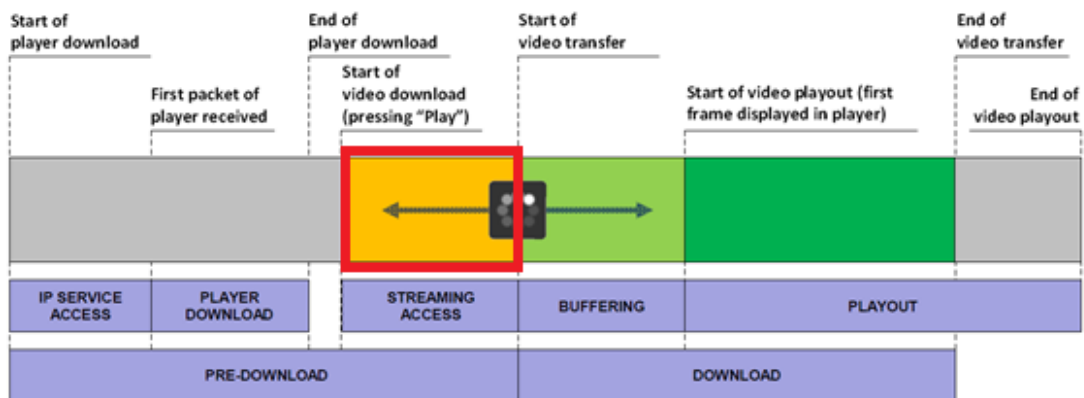 Start of
player download
End of
player download
Start of
video transfer
End of
video transfer
First packet of
player received
Start of
video download
(pressing "Play")
Start of video playout (first
frame displayed in player)
End of
video playout
IP SERVICE
ACCESS
PLAYER
DOWNLOAD
STREAMING
ACCESS
BUFFERING
PLAYOUT
PRE-DOWNLOAD
DOWNLOAD